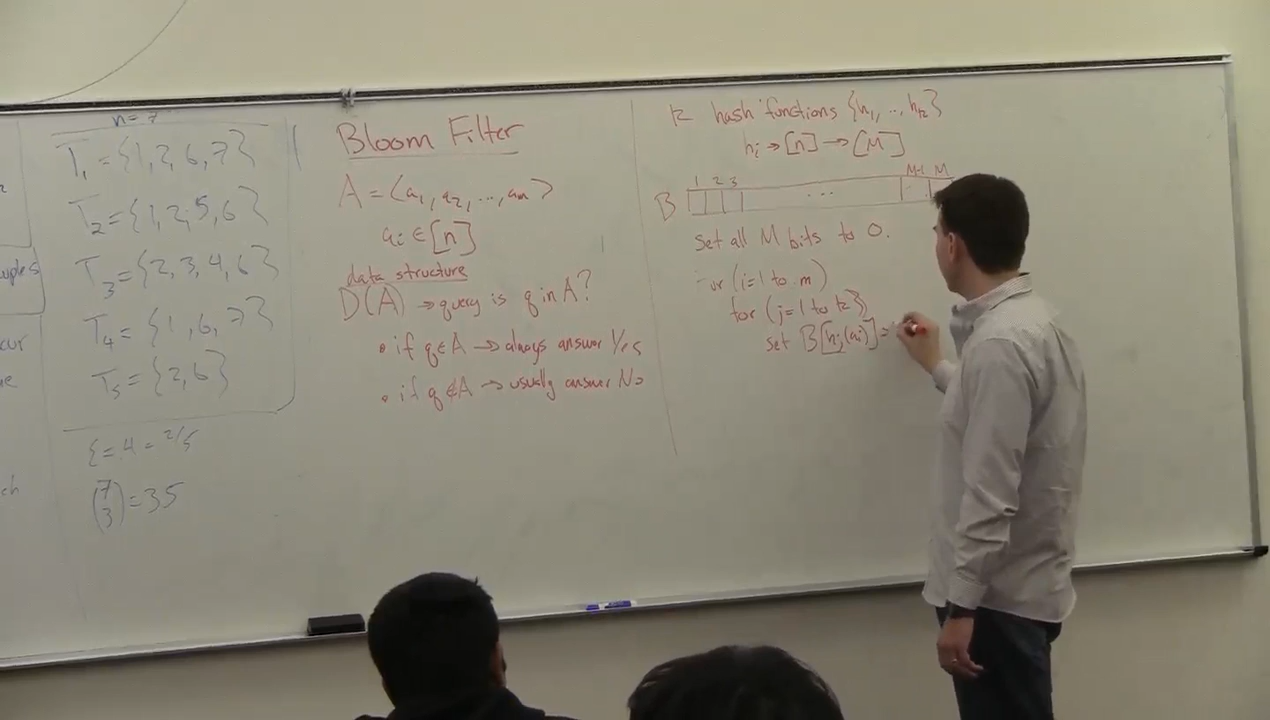 uples
cur
ch
n=7
T₁={1,2,6,7}
T₂={1,2,5,6}
T₃={2,3,4,6}
T₄={1,6,7}
T₅={2,6}
ε=.4=2/5
(7 3)=35
Bloom Filter
A=⟨a₁,a₂,...,aₘ⟩
aᵢ∈[n]
data structure
D(A)→query is q in A?
• if q∈A→always answer Yes
• if q∉A→usually answer No
k hash functions {h₁,..,hₖ}
hᵢ→[n]→[M]
1 2 3 M-1 M
B ...
Set all M bits to 0.
for (i=1 to m)
for (j=1 to k)
set B[hⱼ(aᵢ)]=